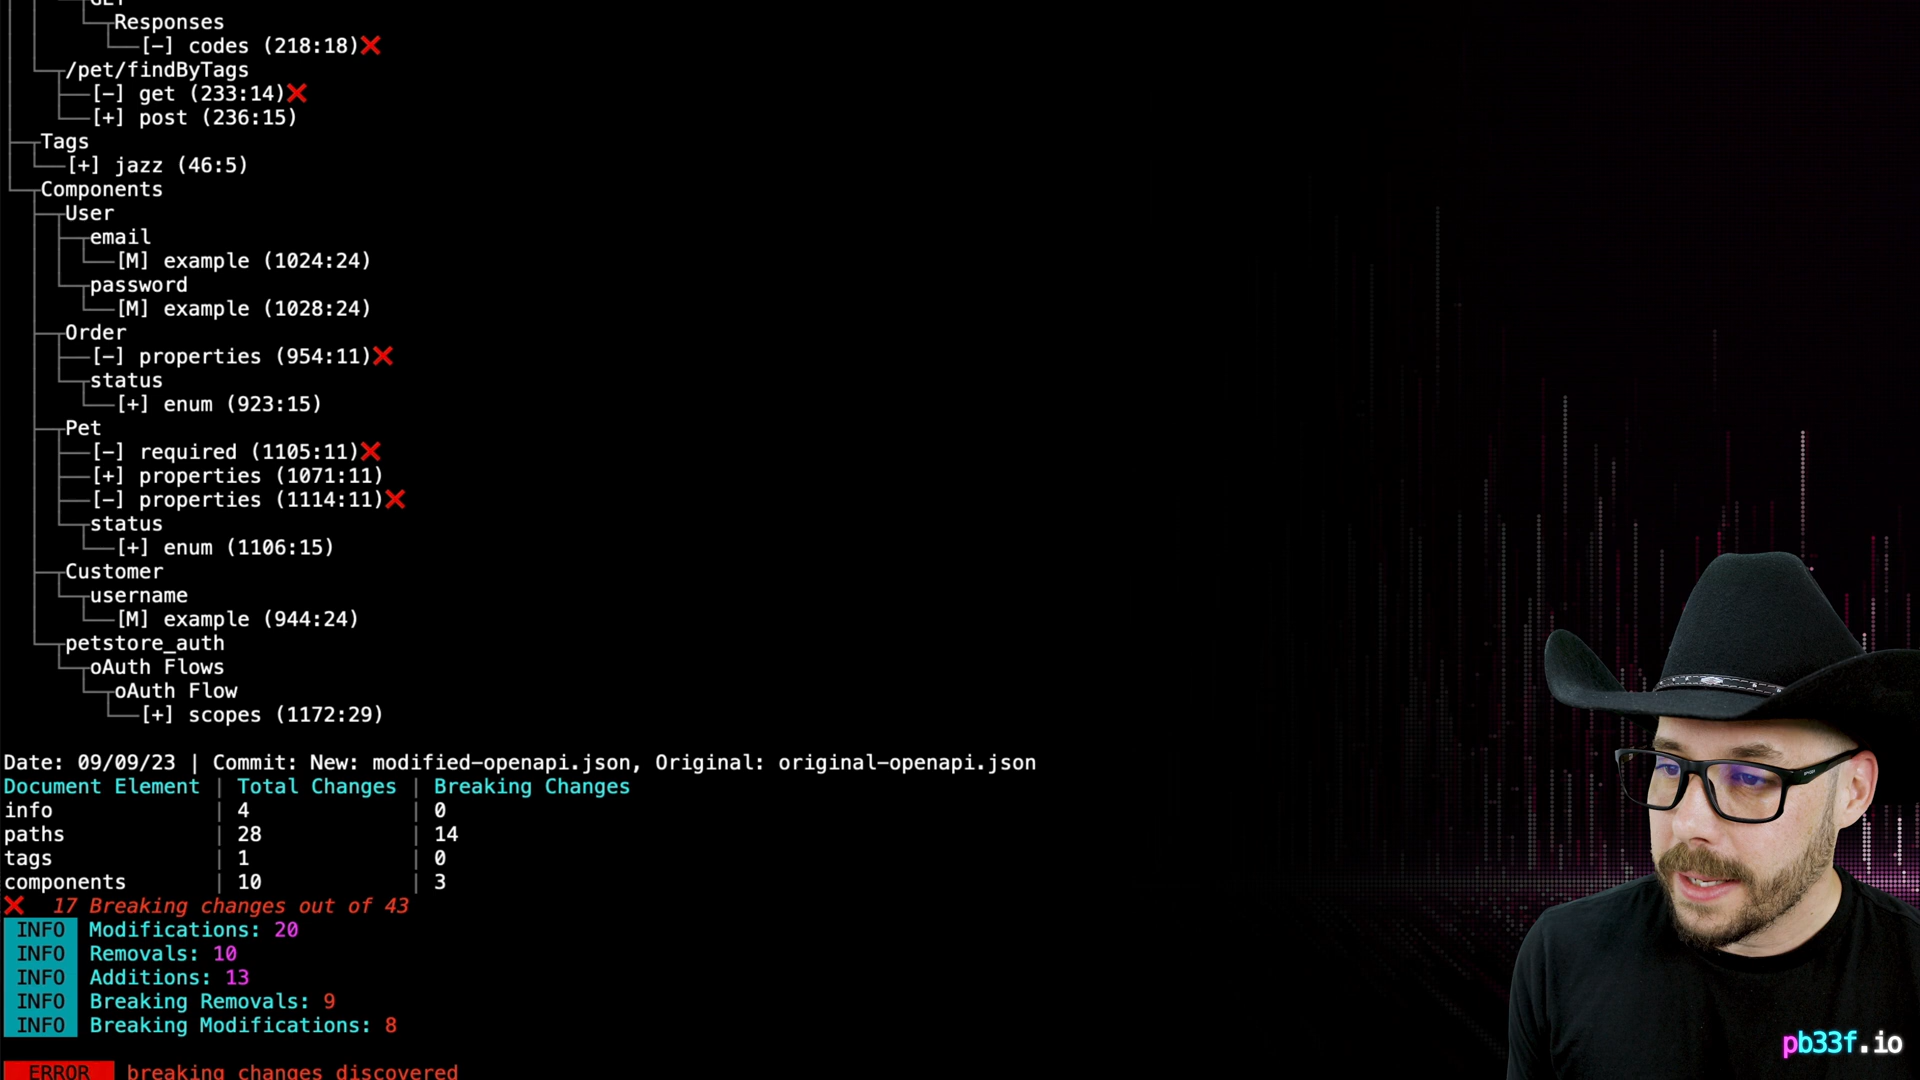 GET
Responses
[-] codes (218:18)❌
/pet/findByTags
[-] get (233:14)❌
[+] post (236:15)
Tags
[+] jazz (46:5)
Components
User
email
[M] example (1024:24)
password
[M] example (1028:24)
Order
[-] properties (954:11)❌
status
[+] enum (923:15)
Pet
[-] required (1105:11)❌
[+] properties (1071:11)
[-] properties (1114:11)❌
status
[+] enum (1106:15)
Customer
username
[M] example (944:24)
petstore_auth
oAuth Flows
oAuth Flow
[+] scopes (1172:29)
Date: 09/09/23 | Commit: New: modified-openapi.json, Original: original-openapi.json
Document Element | Total Changes | Breaking Changes
info | 4 | 0
paths | 28 | 14
tags | 1 | 0
components | 10 | 3
❌ 17 Breaking changes out of 43
INFO Modifications: 20
INFO Removals: 10
INFO Additions: 13
INFO Breaking Removals: 9
INFO Breaking Modifications: 8
ERROR breaking changes discovered
pb33f.io